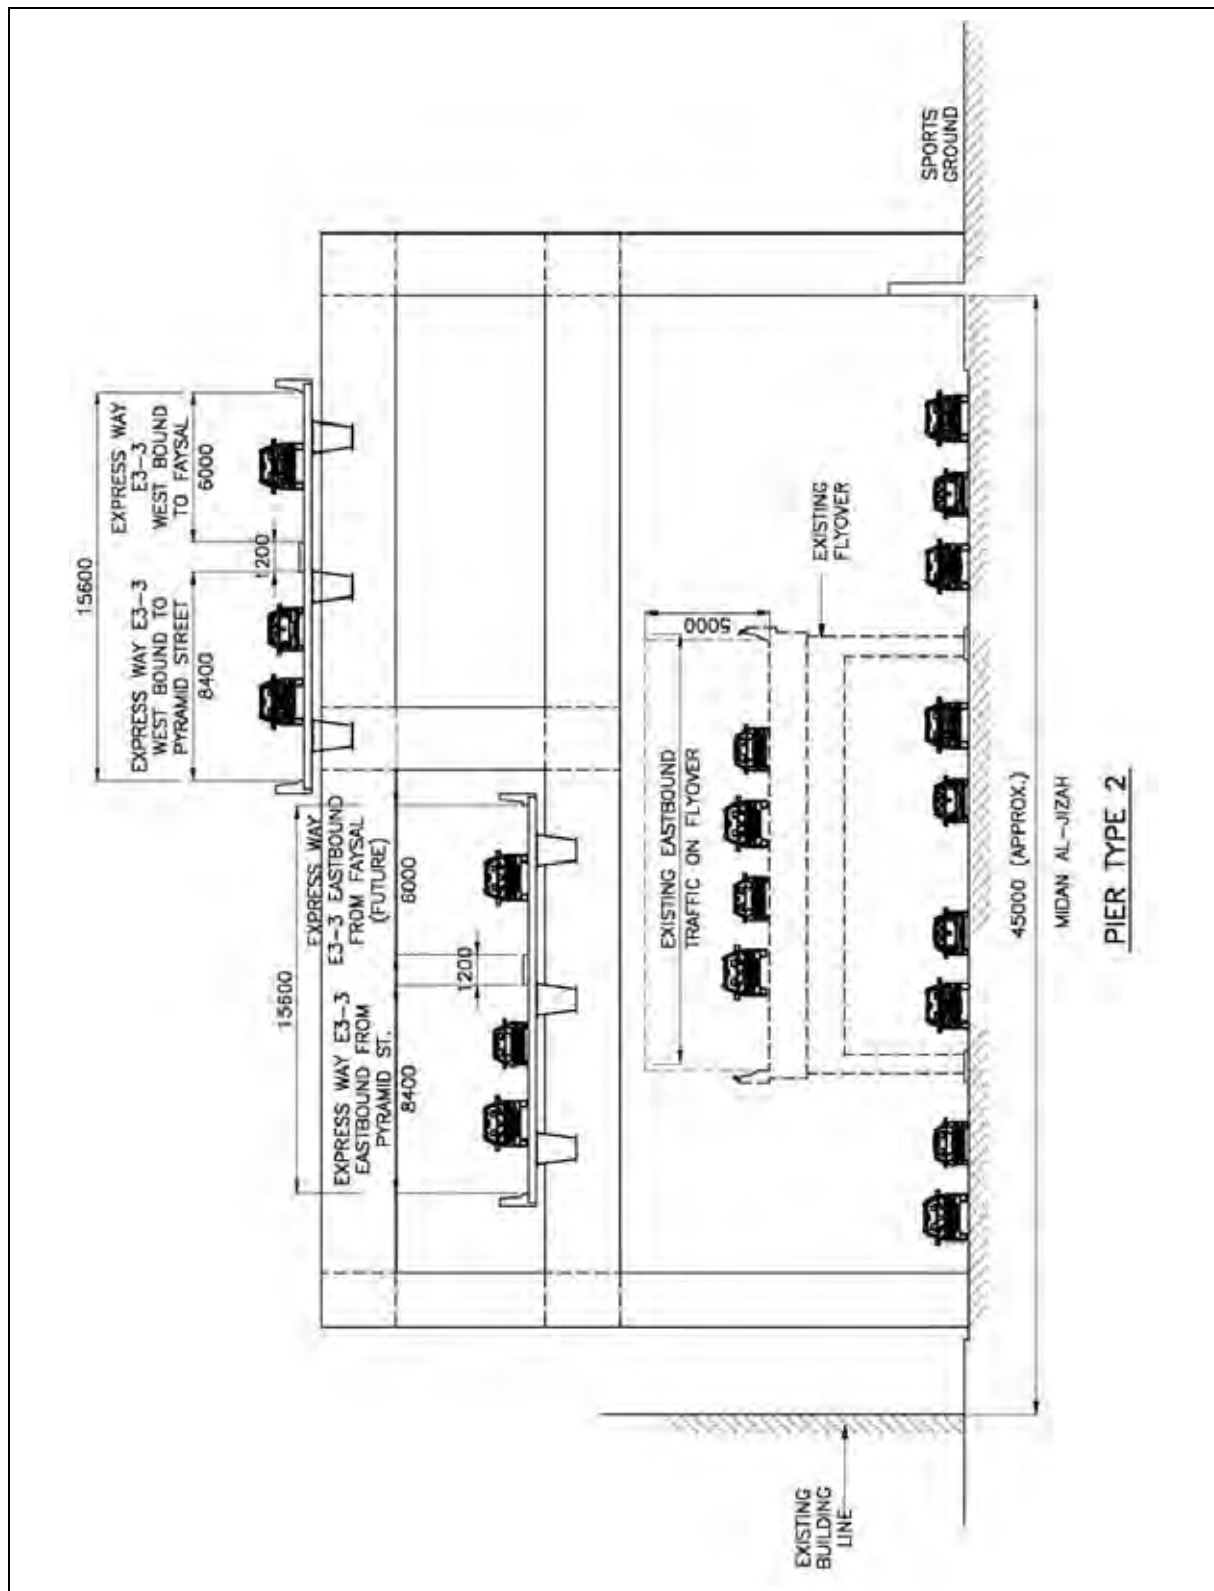 15600
EXPRESS WAY E3-3
WEST BOUND TO
PYRAMID STREET
8400
EXPRESS WAY
E3-3
WEST BOUND
TO FAYSAL
6000
1200
15600
EXPRESS WAY E3-3
EASTBOUND FROM
PYRAMID ST.
8400
EXPRESS WAY
E3-3 EASTBOUND
FROM FAYSAL
(FUTURE)
6000
1200
EXISTING EASTBOUND
TRAFFIC ON FLYOVER
5000
EXISTING
FLYOVER
EXISTING
BUILDING
LINE
SPORTS
GROUND
45000 (APPROX.)
MIDAN AL-JIZAH
PIER TYPE 2